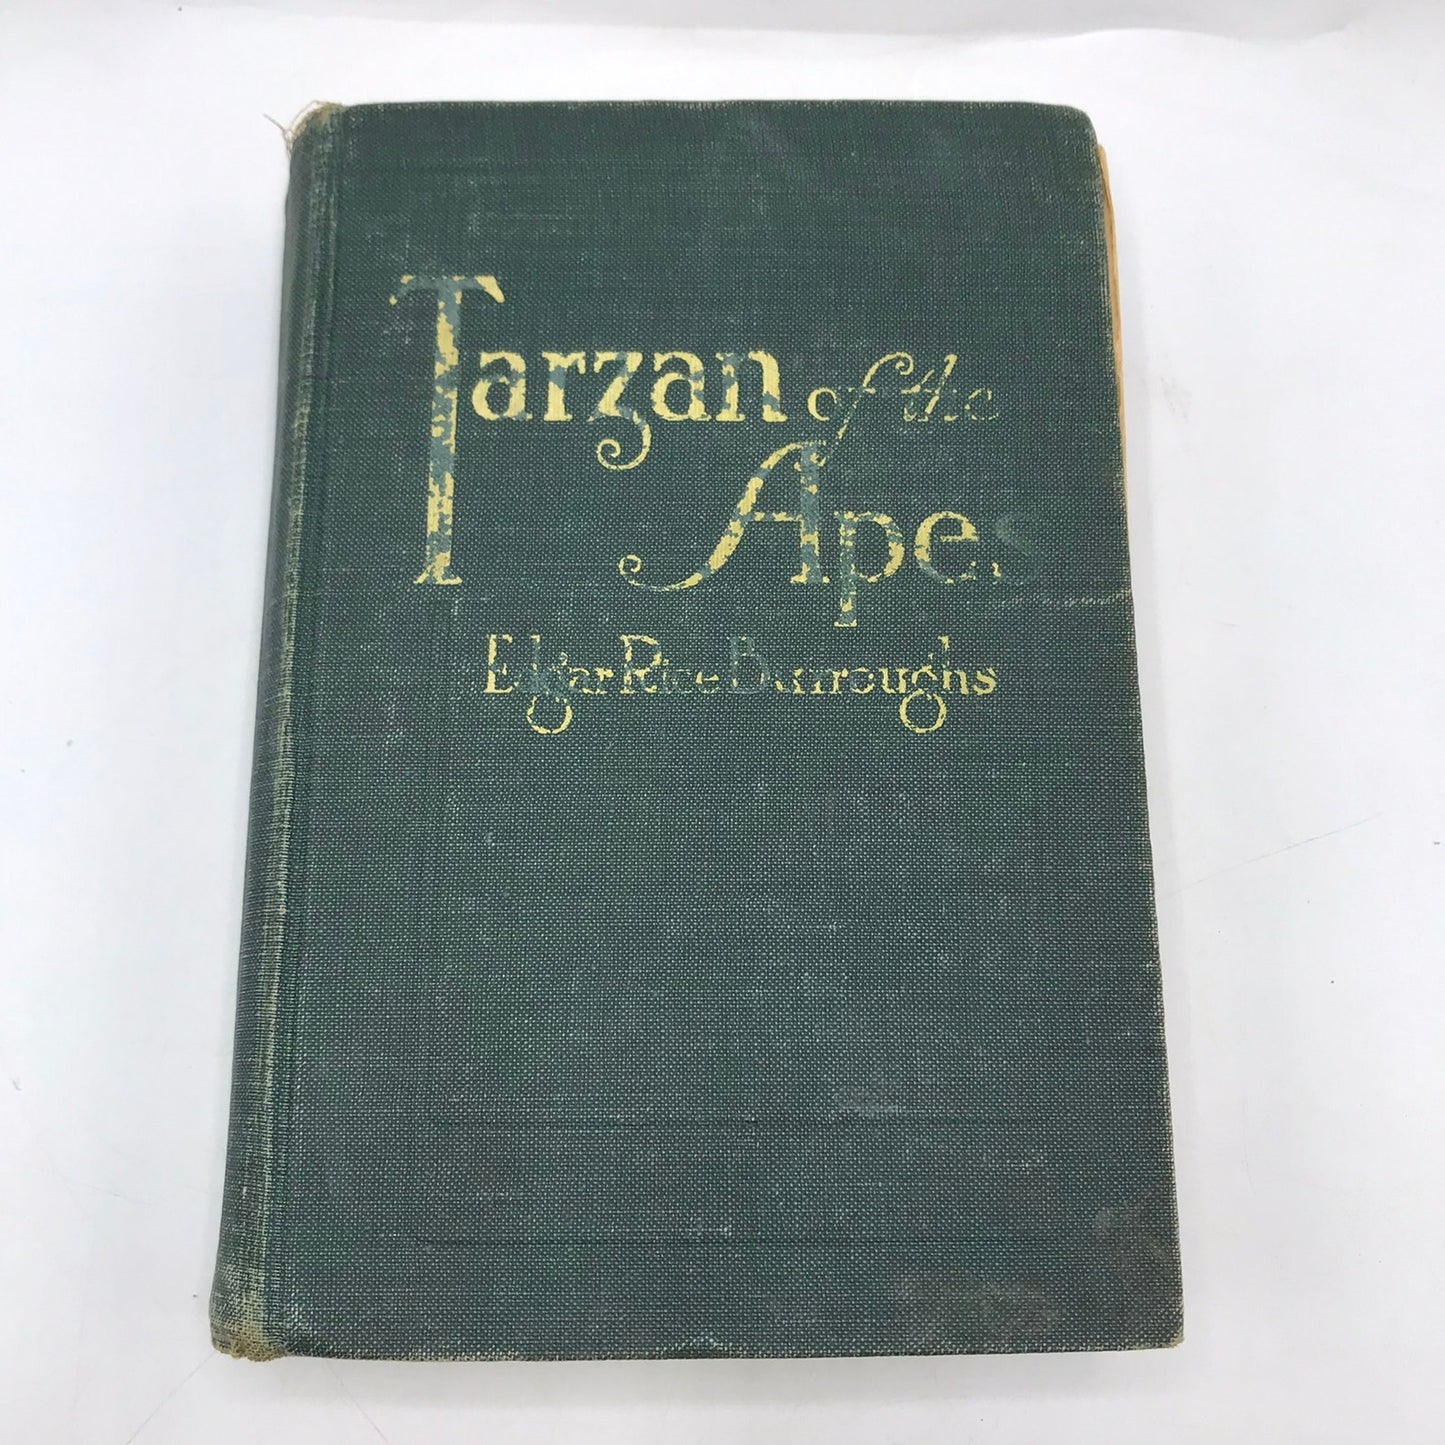 Tarzan of the
Apes
Edgar Rice Burroughs